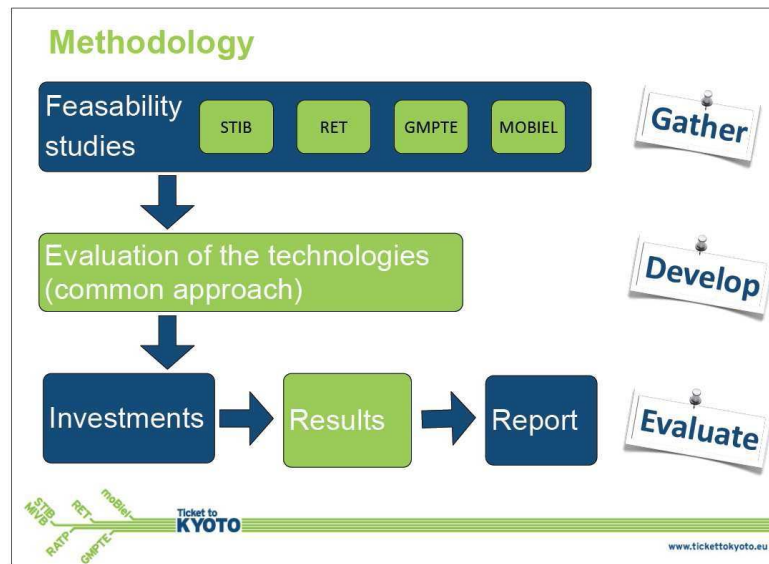 Methodology
Feasability
studies
STIB
RET
GMPTE
MOBIEL
Gather
Evaluation of the technologies
(common approach)
Develop
Investments
Results
Report
Evaluate
STIB
MIVB
RET
moBiel
RATP
GMPTE
Ticket to
KYOTO
www.tickettokyoto.eu